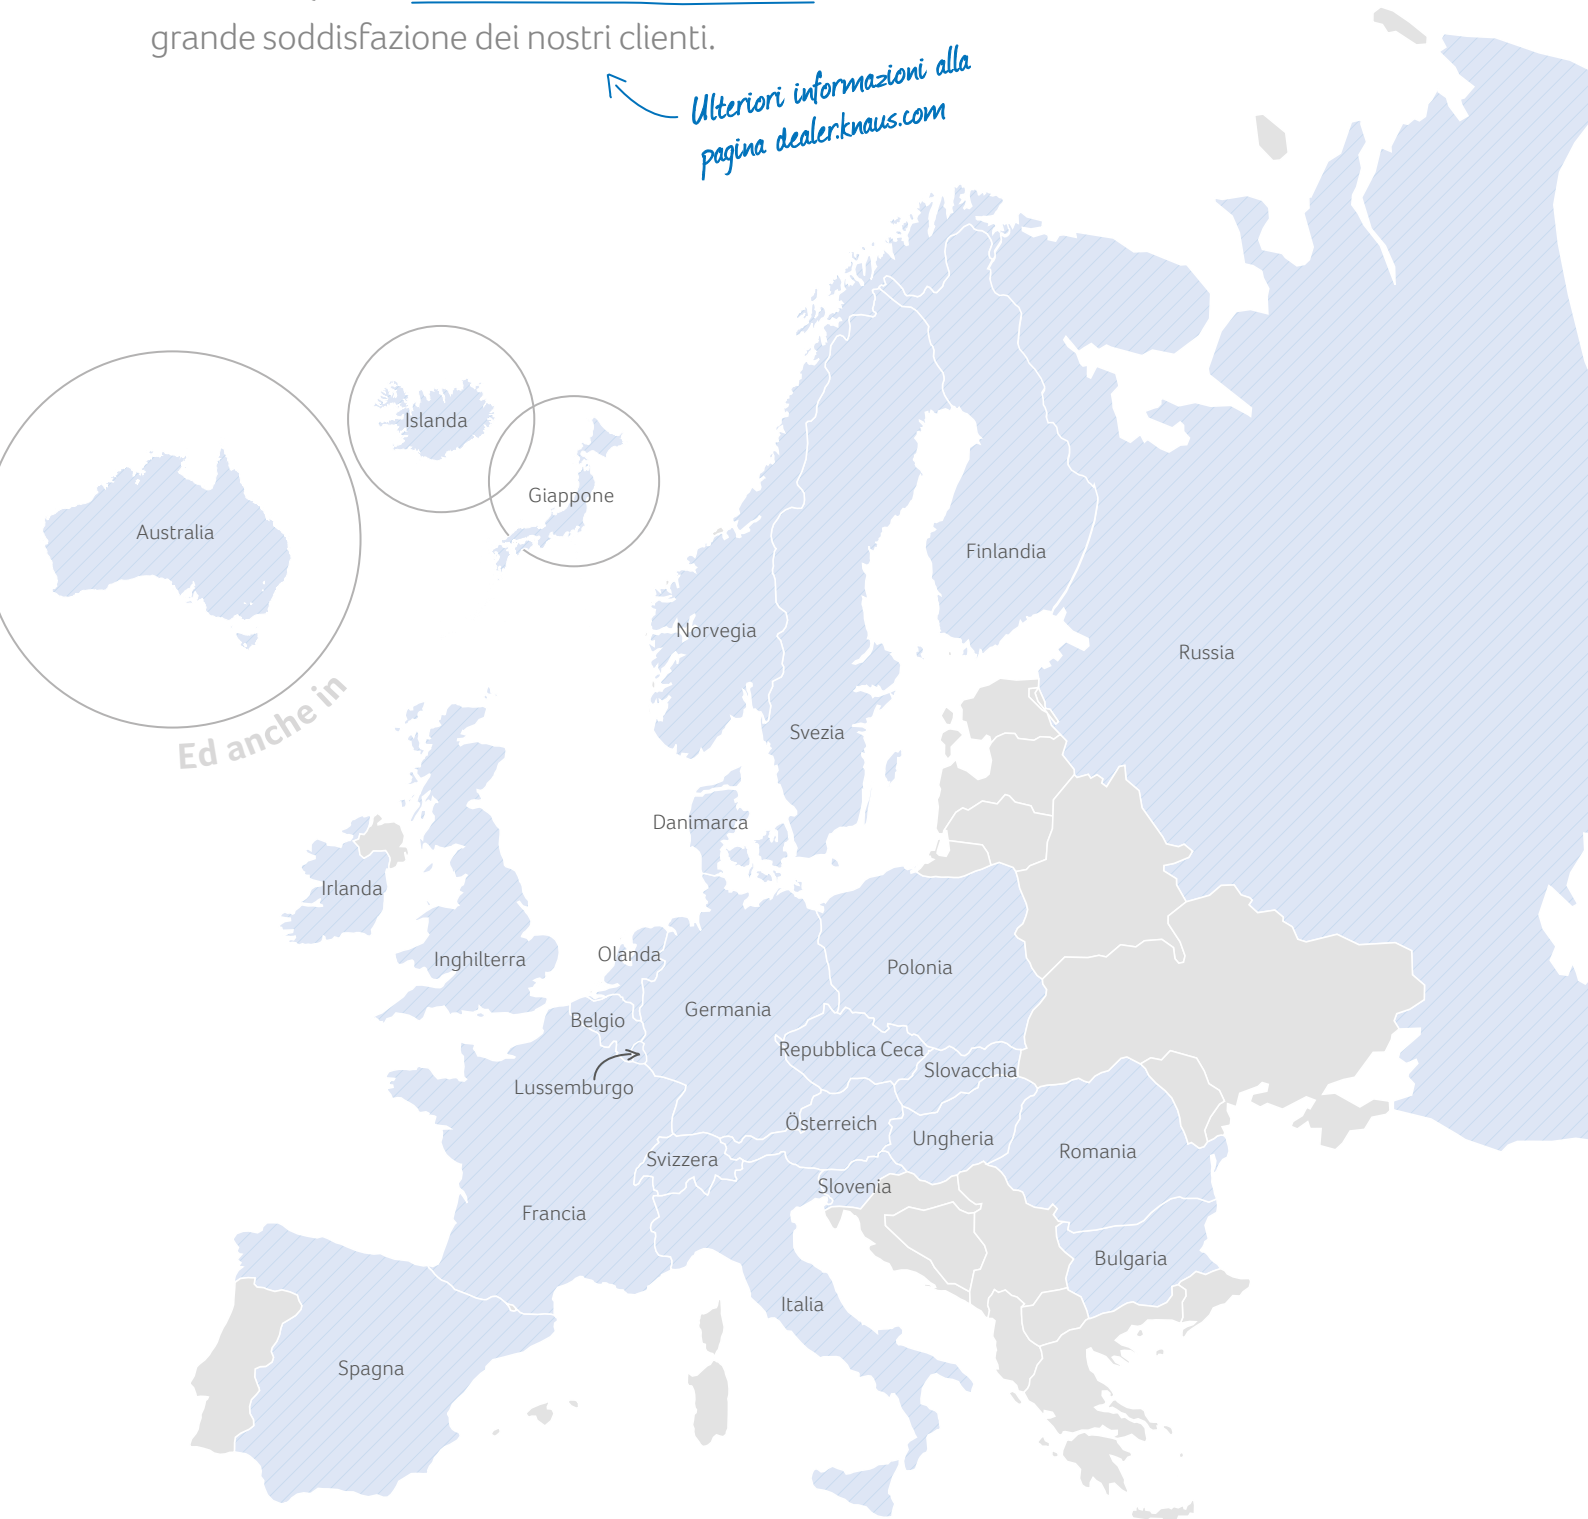 grande soddisfazione dei nostri clienti.
Ulteriori informazioni alla
pagina dealer.knaus.com
Islanda
Giappone
Australia
Ed anche in
Finlandia
Norvegia
Russia
Svezia
Danimarca
Irlanda
Inghilterra
Olanda
Polonia
Germania
Belgio
Repubblica Ceca
Slovacchia
Lussemburgo
Österreich
Ungheria
Romania
Svizzera
Slovenia
Francia
Bulgaria
Italia
Spagna